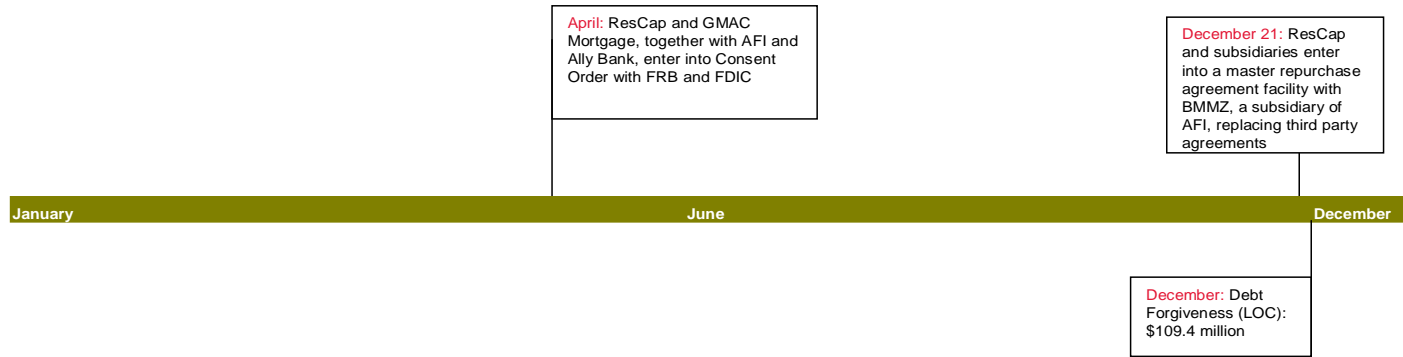 April: ResCap and GMAC
Mortgage, together with AFI and
Ally Bank, enter into Consent
Order with FRB and FDIC
December 21: ResCap
and subsidiaries enter
into a master repurchase
agreement facility with
BMMZ, a subsidiary of
AFI, replacing third party
agreements
January
June
December
December: Debt
Forgiveness (LOC):
$109.4 million